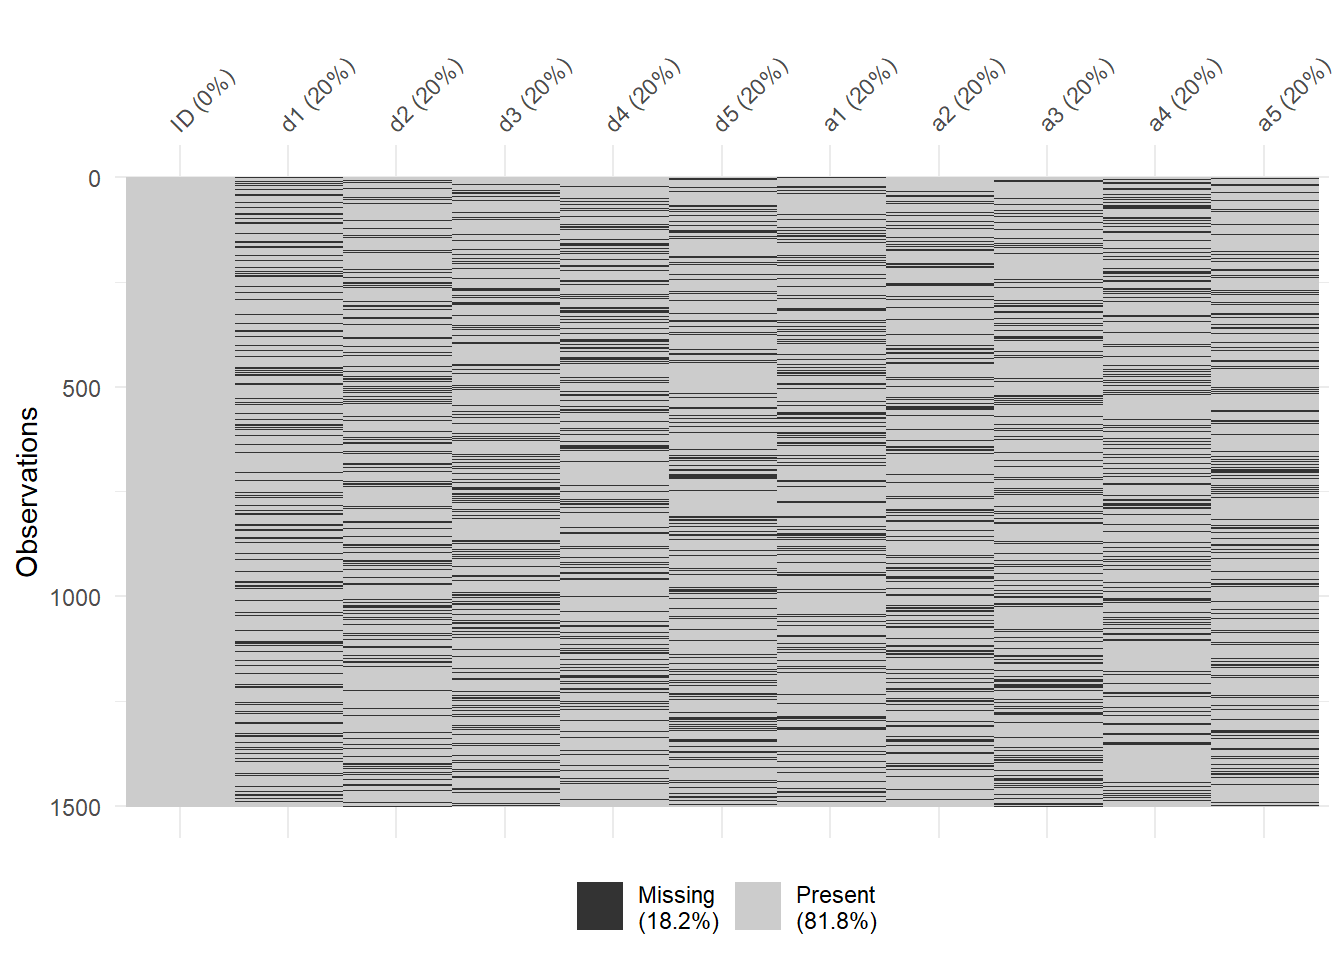 ID (0%)
d1 (20%)
d2 (20%)
d3 (20%)
d4 (20%)
d5 (20%)
a1 (20%)
a2 (20%)
a3 (20%)
a4 (20%)
a5 (20%)
0
500
1000
1500
Observations
Missing
(18.2%)
Present
(81.8%)